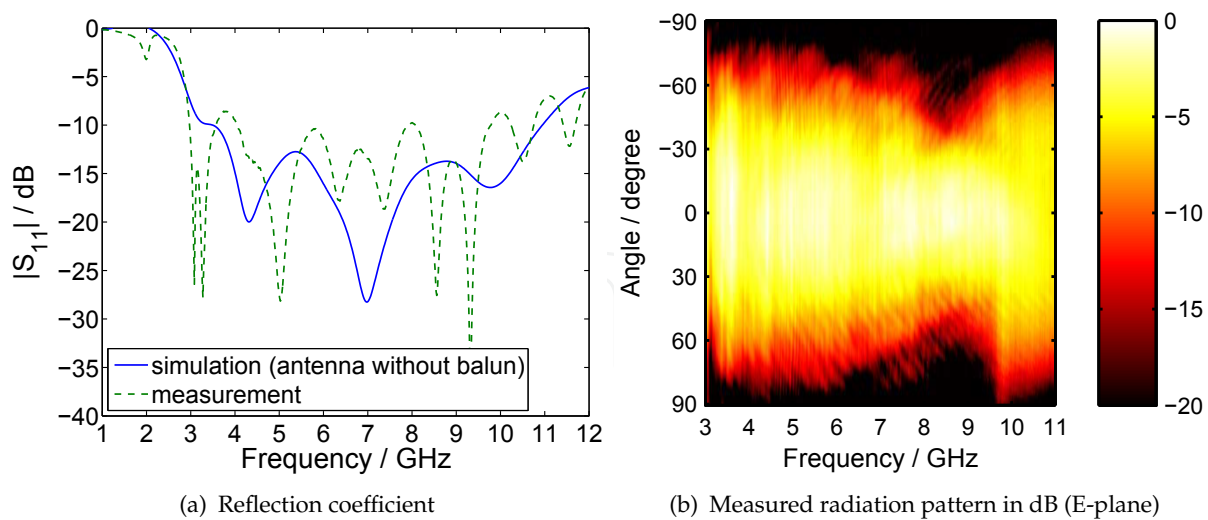 0
−5
−10
−15
−20
−25
−30
−35
−40
|S11| / dB
simulation (antenna without balun)
measurement
1 2 3 4 5 6 7 8 9 10 11 12
Frequency / GHz
(a) Reflection coefficient
−90
−60
−30
0
30
60
90
Angle / degree
3 4 5 6 7 8 9 10 11
Frequency / GHz
0
−5
−10
−15
−20
(b) Measured radiation pattern in dB (E-plane)